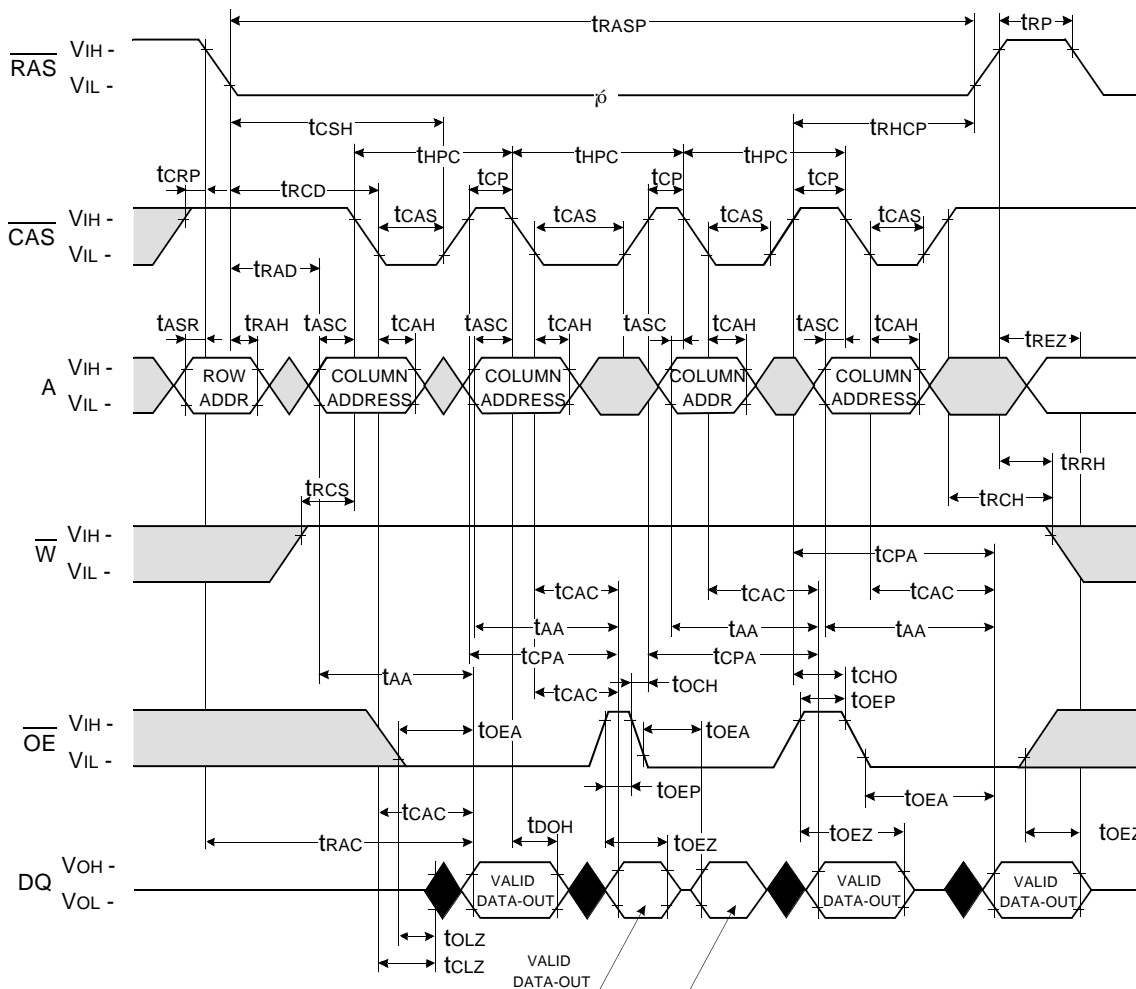 tRASP
tRP
RAS
VIH -
VIL -
¡ó
tCSH
tRHCP
tHPC
tHPC
tHPC
tCRP
tRCD
tCP
tCP
tCP
tCAS
tCAS
tCAS
tCAS
CAS
VIH -
VIL -
tRAD
tASR
tRAH
tASC
tCAH
tASC
tCAH
tASC
tCAH
tASC
tCAH
tREZ
A
VIH -
VIL -
ROW
ADDR
COLUMN
ADDRESS
COLUMN
ADDRESS
COLUMN
ADDR
COLUMN
ADDRESS
tRRH
tRCS
tRCH
W
VIH -
VIL -
tCPA
tCAC
tCAC
tCAC
tAA
tAA
tAA
tCPA
tCPA
tAA
tCAC
tOCH
tCHO
tOEP
OE
VIH -
VIL -
tOEA
tOEA
tOEP
tOEA
tCAC
tDOH
tRAC
tOEZ
tOEZ
tOEZ
DQ
VOH -
VOL -
VALID
DATA-OUT
VALID
DATA-OUT
VALID
DATA-OUT
tOLZ
tCLZ
VALID
DATA-OUT